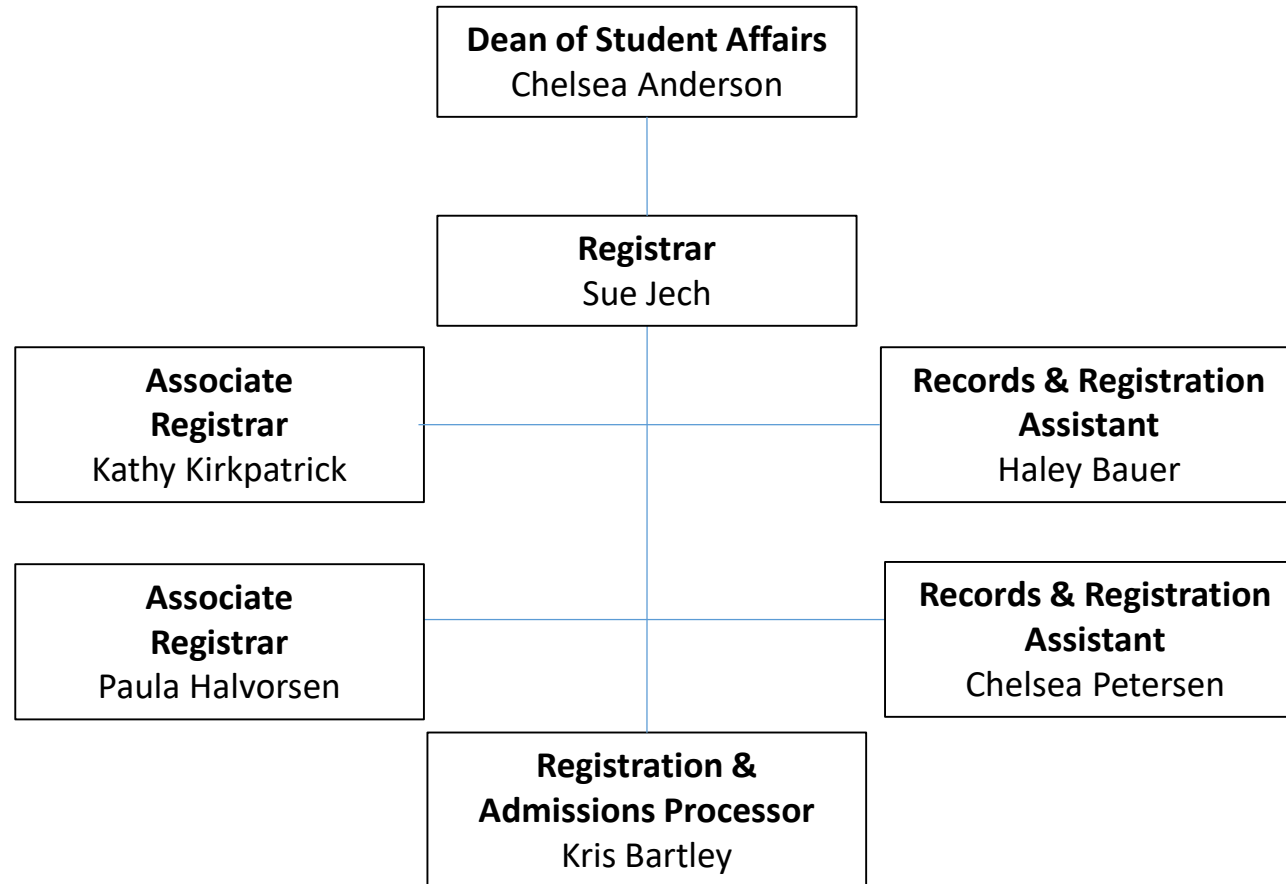 Dean of Student Affairs
Chelsea Anderson
Registrar
Sue Jech
Associate
Registrar
Kathy Kirkpatrick
Records & Registration
Assistant
Haley Bauer
Associate
Registrar
Paula Halvorsen
Records & Registration
Assistant
Chelsea Petersen
Registration &
Admissions Processor
Kris Bartley